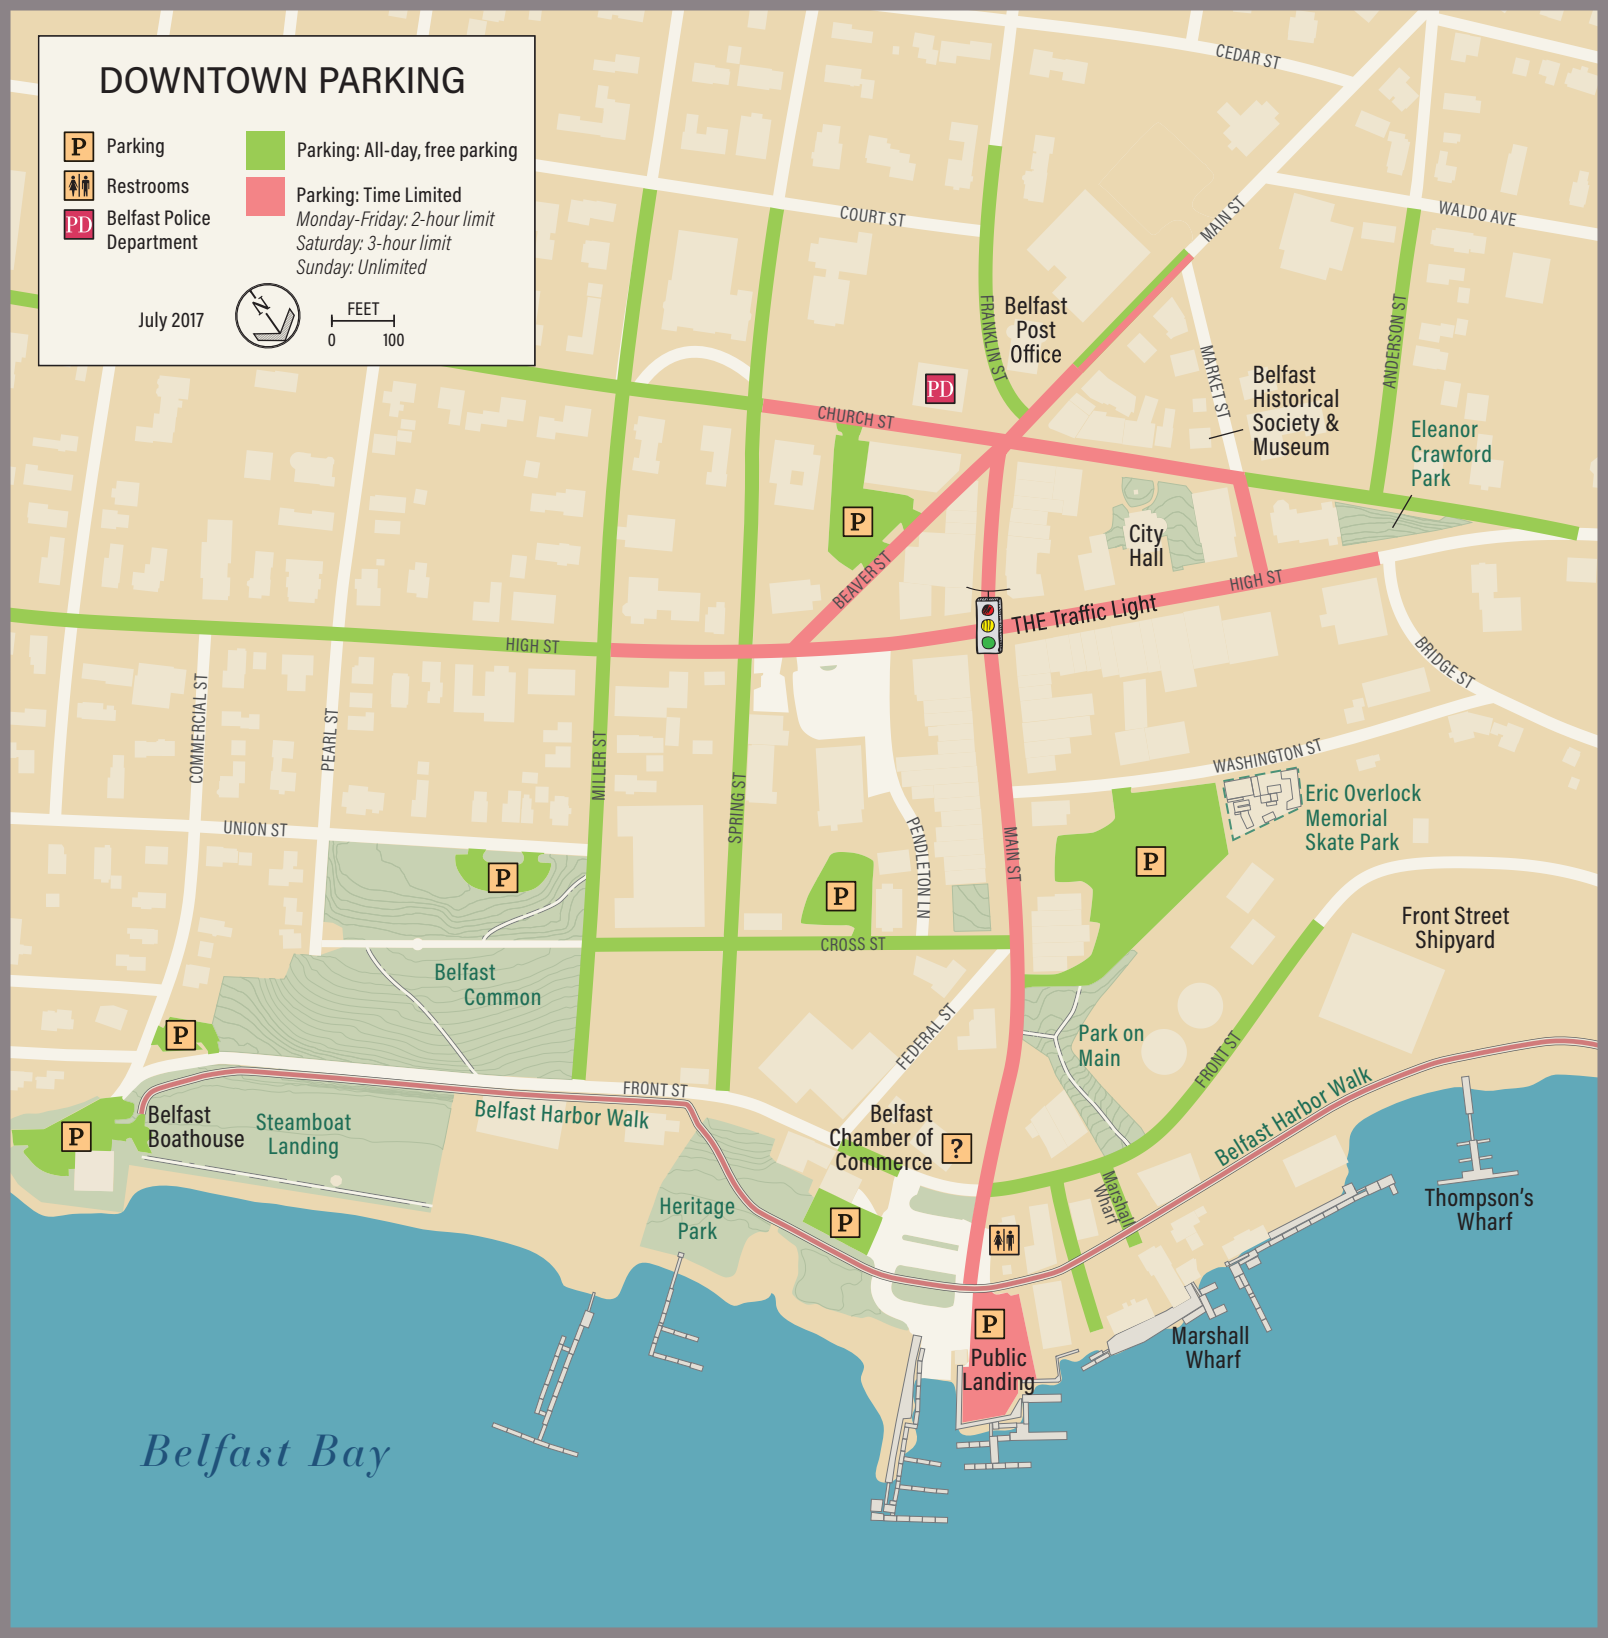 DOWNTOWN PARKING
P
Parking
Restrooms
PD
Belfast Police
Department
Parking: All-day, free parking
Parking: Time Limited
Monday-Friday: 2-hour limit
Saturday: 3-hour limit
Sunday: Unlimited
July 2017
N
FEET
0
100
CEDAR ST
MAIN ST
WALDO AVE
COURT ST
FRANKLIN ST
Belfast
Post
Office
ANDERSON ST
MARKET ST
Belfast
Historical
Society &
Museum
PD
CHURCH ST
Eleanor
Crawford
Park
P
City
Hall
BEAVER ST
HIGH ST
THE Traffic Light
HIGH ST
BRIDGE ST
COMMERCIAL ST
PEARL ST
MILLER ST
SPRING ST
WASHINGTON ST
Eric Overlock
Memorial
Skate Park
UNION ST
PENDLETON LN
MAIN ST
P
P
P
CROSS ST
Front Street
Shipyard
Belfast
Common
P
FEDERAL ST
Park on
Main
FRONT ST
FRONT ST
Belfast Harbor Walk
Belfast Harbor Walk
Belfast
Boathouse
Steamboat
Landing
P
Belfast
Chamber of
Commerce
?
Marshall
Wharf
Thompson's
Wharf
Heritage
Park
P
P
Public
Landing
Marshall
Wharf
Belfast Bay